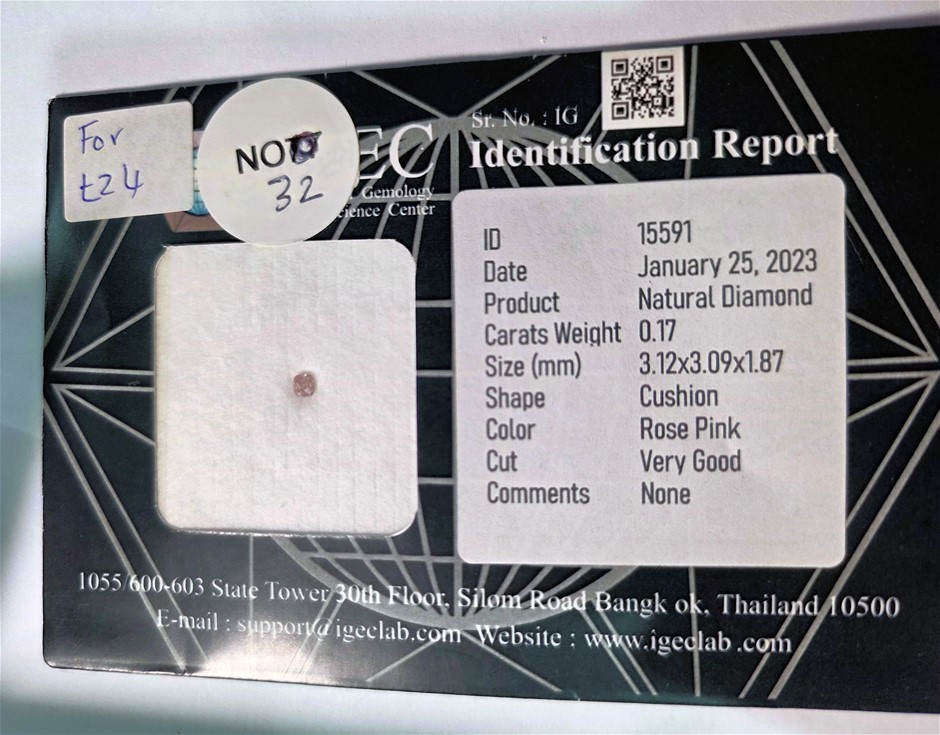 For
t24
NO
32
EC
Gemology
cience Center
Sr. No. : IG
Identification Report
ID 15591
Date January 25, 2023
Product Natural Diamond
Carats Weight 0.17
Size (mm) 3.12x3.09x1.87
Shape Cushion
Color Rose Pink
Cut Very Good
Comments None
1055/600-603 State Tower 30th Floor, Silom Road Bangk ok, Thailand 10500
E-mail : support@igeclab.com Website : www.igeclab .com